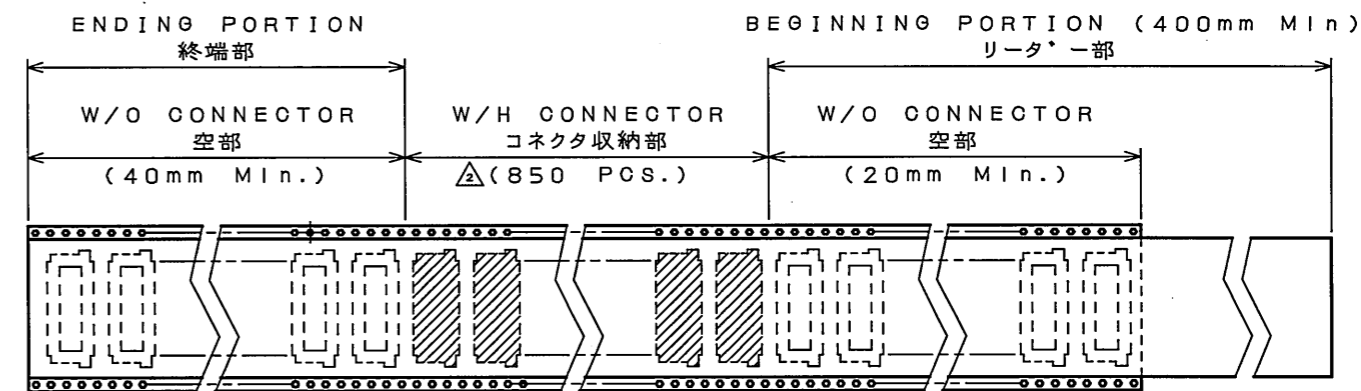 ENDING PORTION
終端部
BEGINNING PORTION (400mm MIn)
リーダー部
W/O CONNECTOR
空部
(40mm MIn.)
W/H CONNECTOR
コネクタ収納部
2 (850 PCS.)
W/O CONNECTOR
空部
(20mm MIn.)